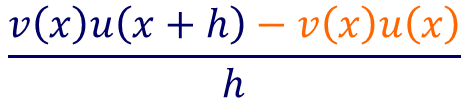 v(x)u(x + h) − v(x)u(x)
h